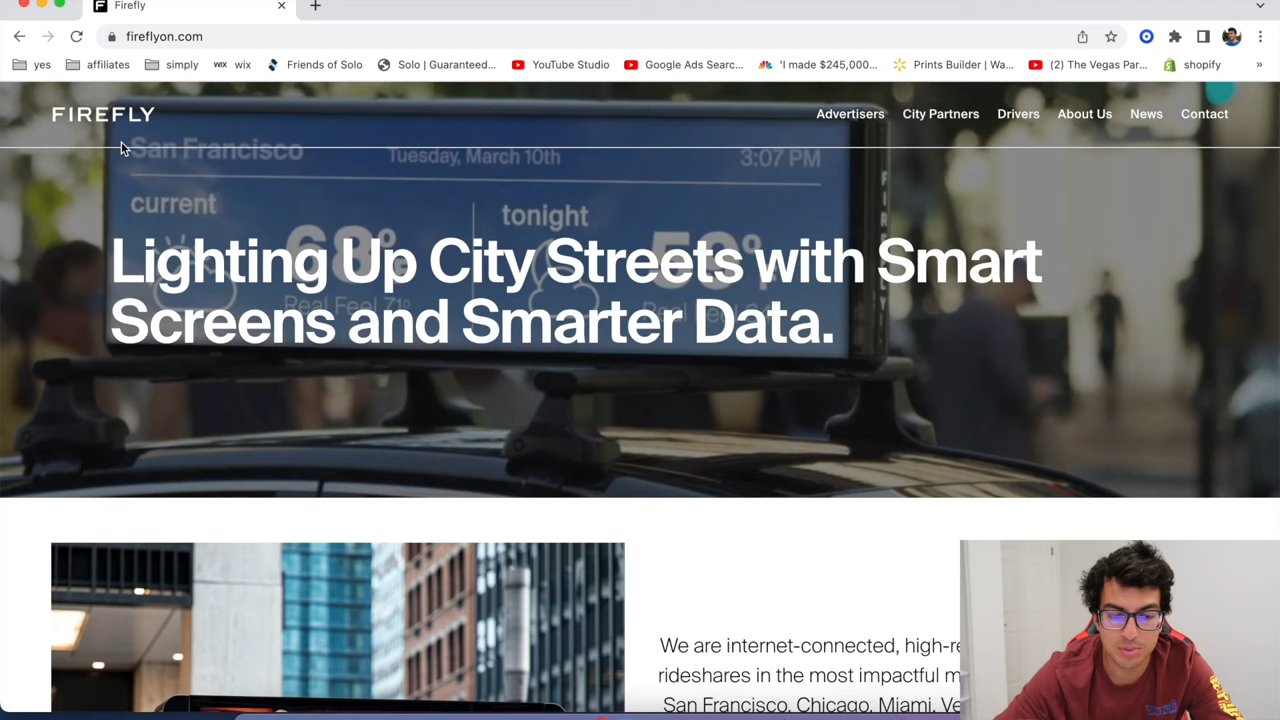 Firefly
fireflyon.com
yes
affiliates
simply
WIX wix
Friends of Solo
Solo | Guaranteed...
YouTube Studio
Google Ads Searc...
'I made $245,000...
Prints Builder | Wa...
(2) The Vegas Par...
shopify
»
FIREFLY
Advertisers
City Partners
Drivers
About Us
News
Contact
San Francisco
Tuesday, March 10th
3:07 PM
current
68°
Real Feel 71°
tonight
59°
FIREFLY
Lighting Up City Streets with Smart
Screens and Smarter Data.
We are internet-connected, high-re
rideshares in the most impactful m
San Francisco, Chicago, Miami, Ve